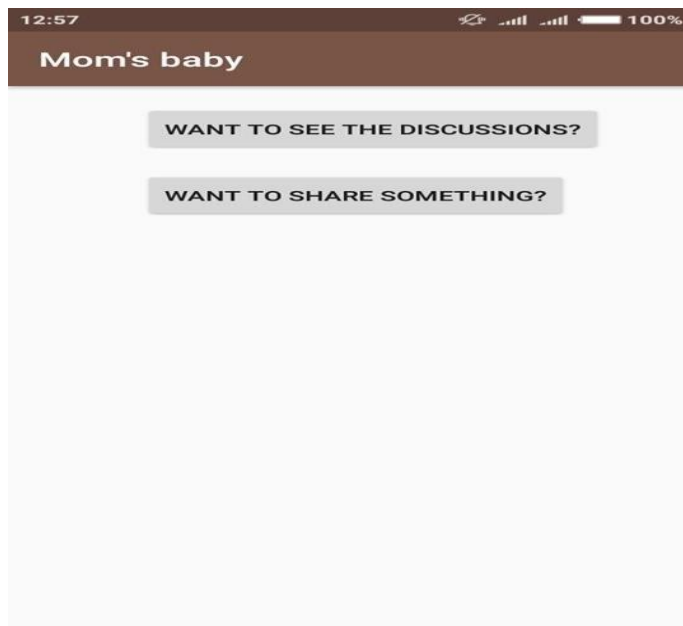 12:57
100%
Mom's baby
WANT TO SEE THE DISCUSSIONS?
WANT TO SHARE SOMETHING?